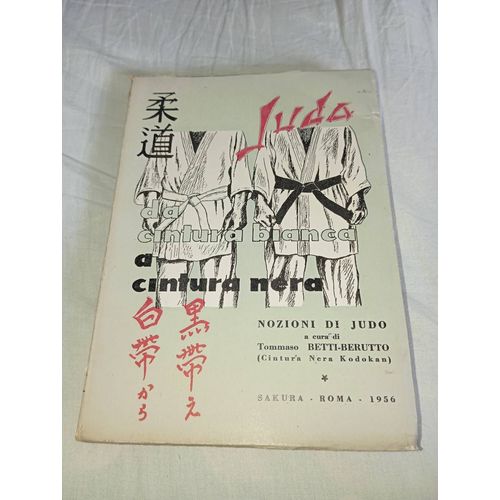 柔道
Judo
da
cintura bianca
a
cintura nera
白帯から
黒帯え
NOZIONI DI JUDO
a cura di
Tommaso BETTI-BERUTTO
(Cintura Nera Kodokan)
SAKURA - ROMA - 1956